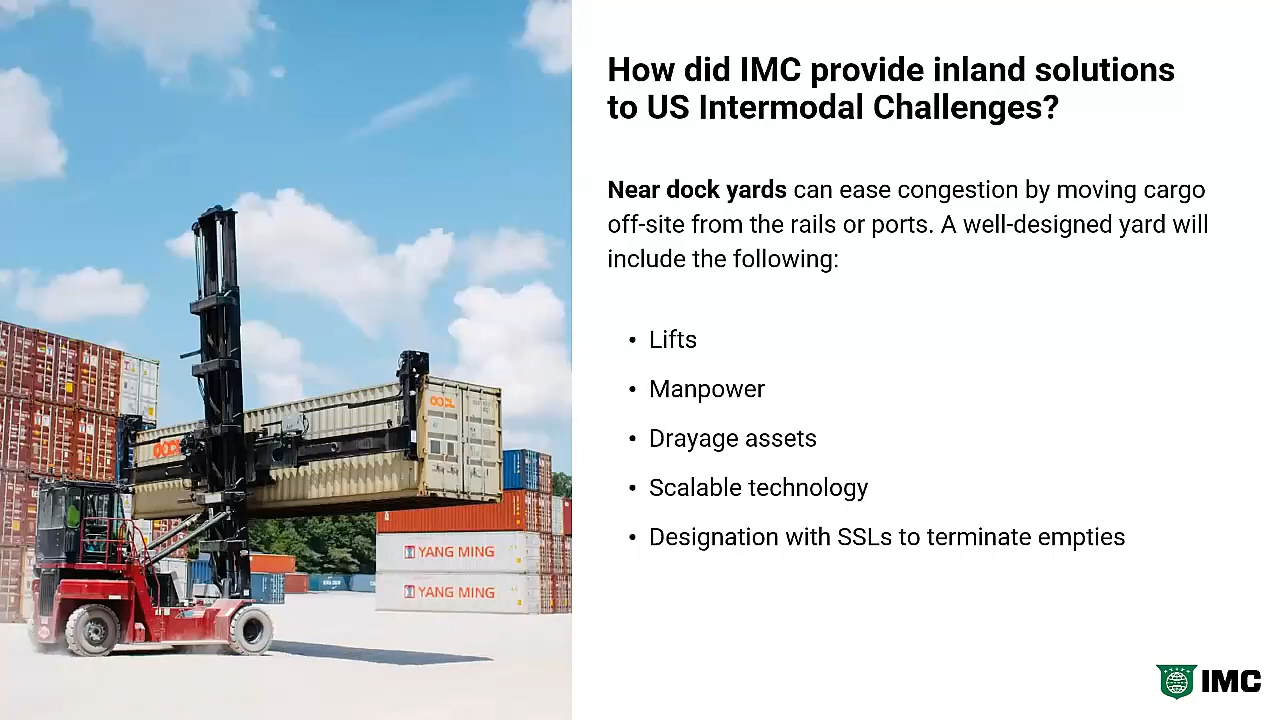 How did IMC provide inland solutions
to US Intermodal Challenges?
Near dock yards can ease congestion by moving cargo
off-site from the rails or ports. A well-designed yard will
include the following:
• Lifts
• Manpower
• Drayage assets
• Scalable technology
• Designation with SSLs to terminate empties
OOCL
OOCL
YANG MING
YANG MING
IMC